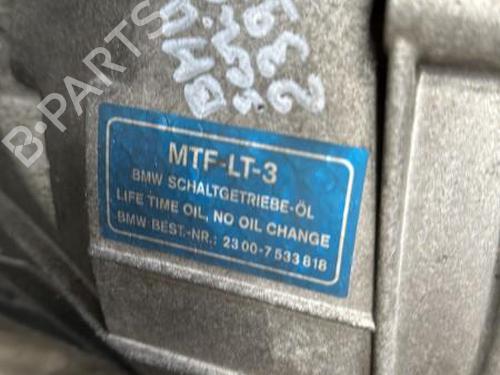 B-PARTS
MTF-LT-3
BMW SCHALTGETRIEBE-ÖL
LIFE TIME OIL, NO OIL CHANGE
BMW BEST.-NR.: 23 00-7 533 818